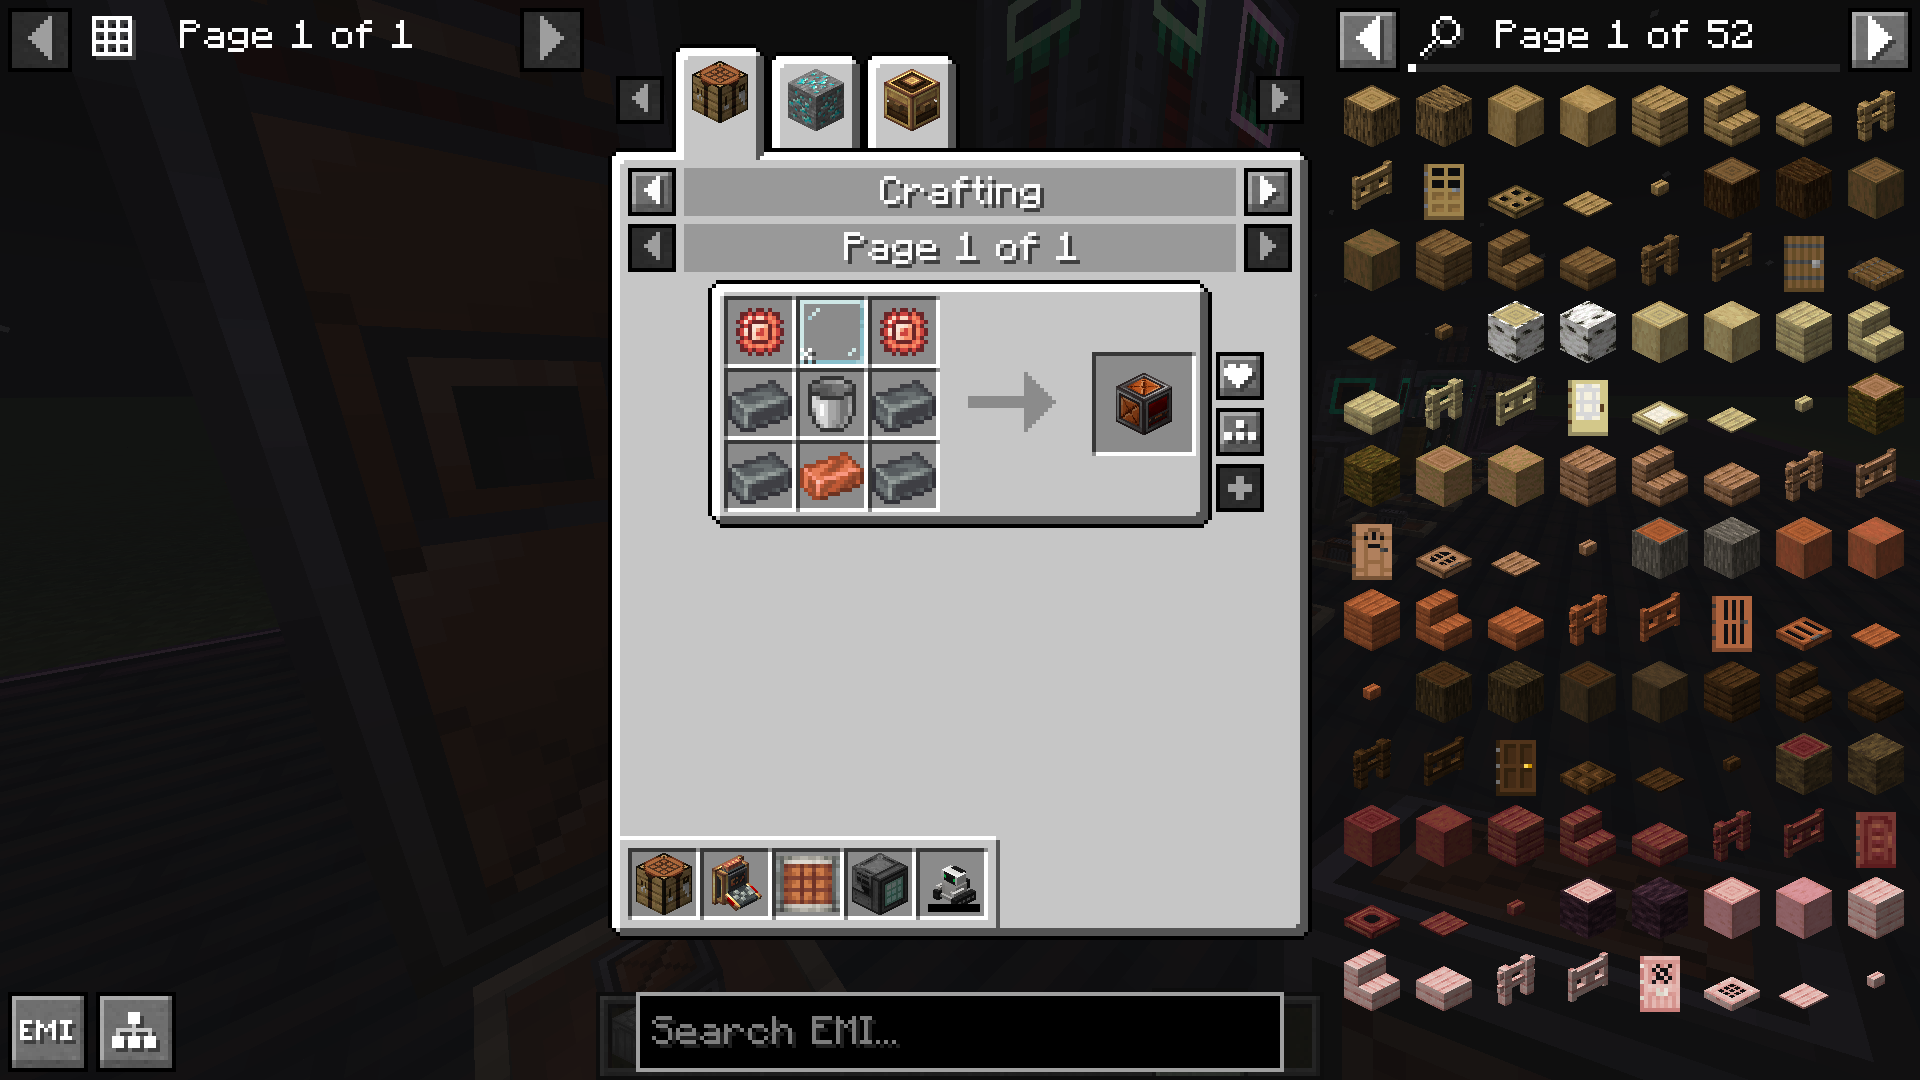 Page 1 of 1
Page 1 of 52
Crafting
Page 1 of 1
EMI
Search EMI...